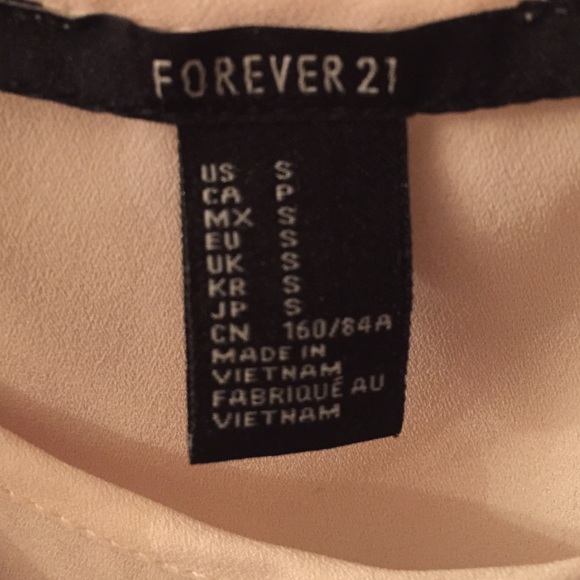 FOREVER 21
US S
CA P
MX S
EU S
UK S
KR S
JP S
CN 160/84A
MADE IN
VIETNAM
FABRIQUÉ AU
VIETNAM